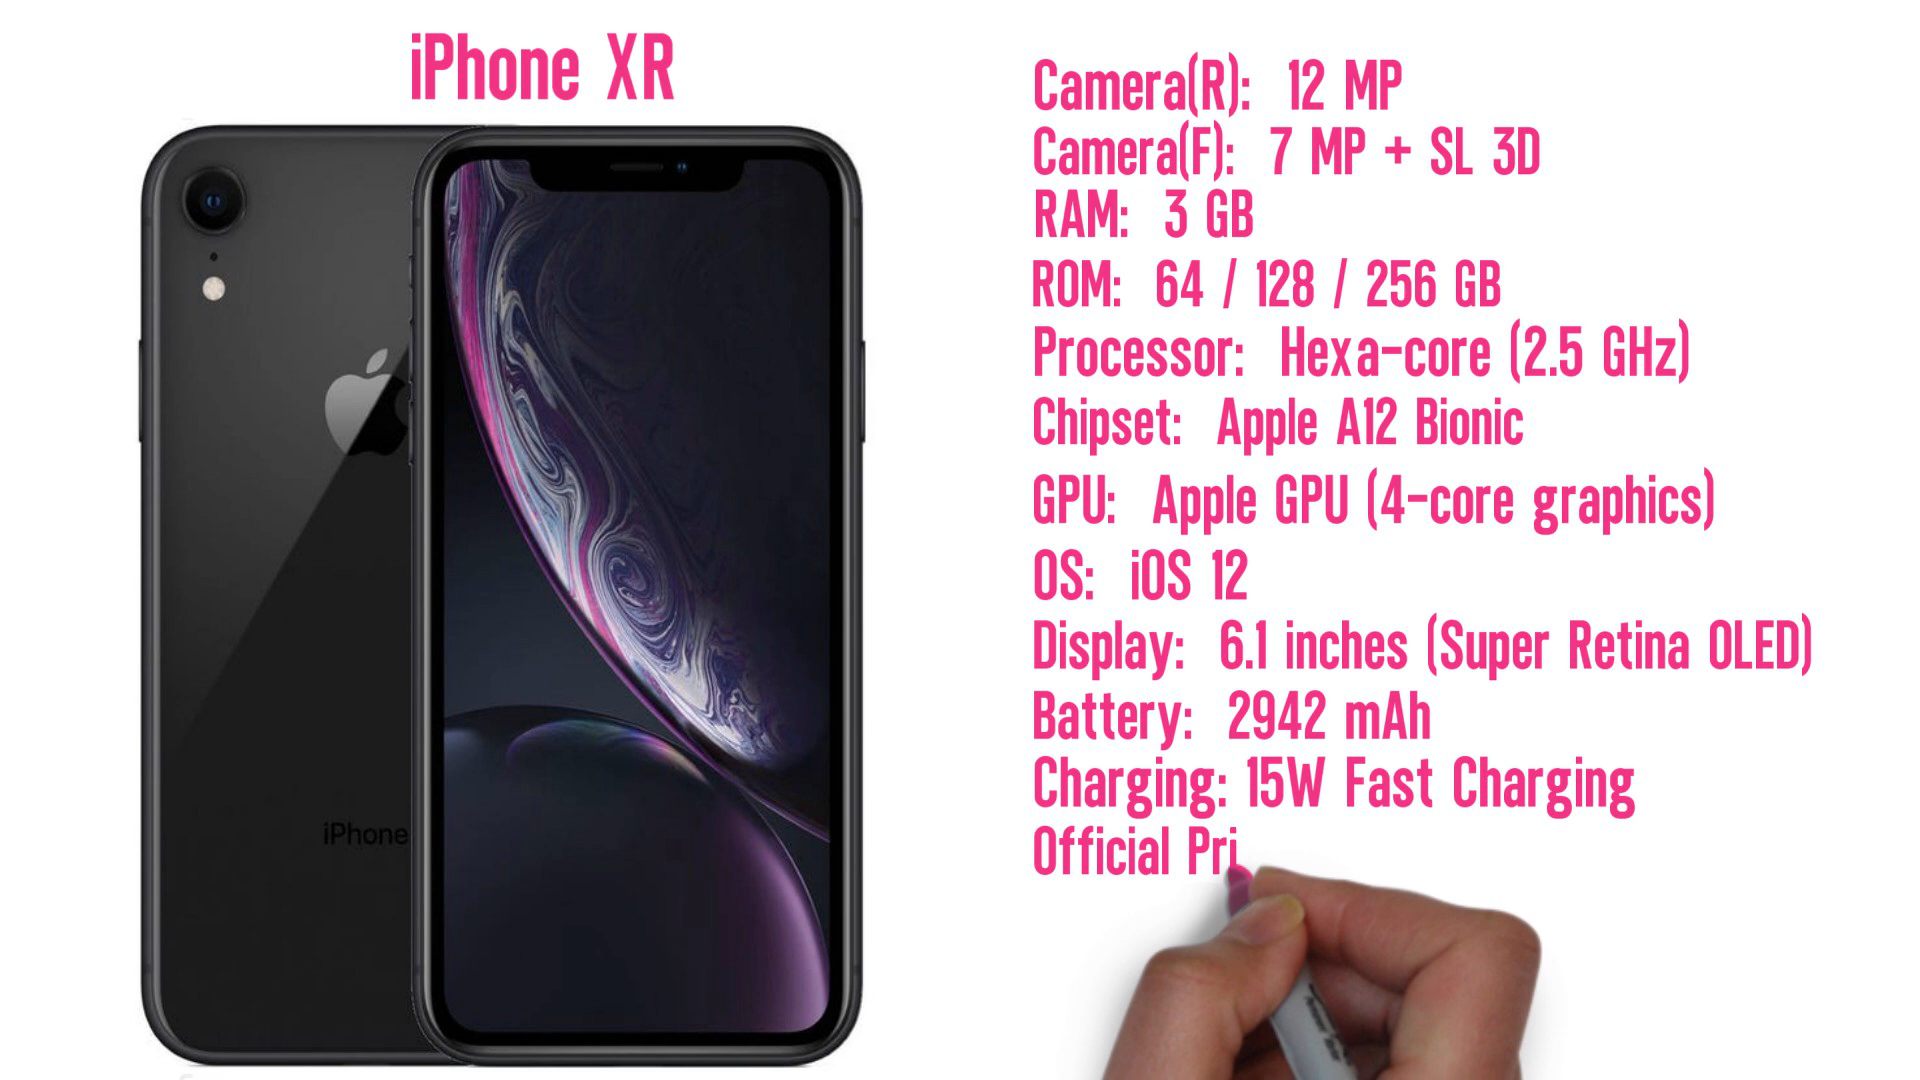 iPhone XR
Camera(R): 12 MP
Camera(F): 7 MP + SL 3D
RAM: 3 GB
ROM: 64 / 128 / 256 GB
Processor: Hexa-core (2.5 GHz)
Chipset: Apple A12 Bionic
GPU: Apple GPU (4-core graphics)
OS: iOS 12
Display: 6.1 inches (Super Retina OLED)
Battery: 2942 mAh
Charging: 15W Fast Charging
Official Pri
iPhone